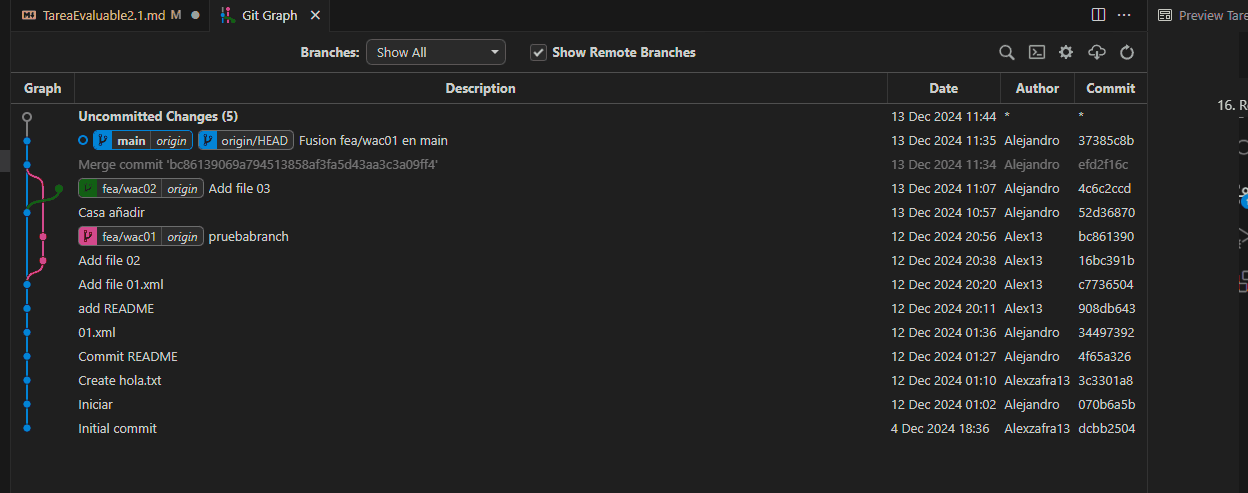 TareaEvaluable2.1.md M Git Graph Preview Tare
Branches: Show All Show Remote Branches
Graph Description Date Author Commit
Uncommitted Changes (5) 13 Dec 2024 11:44 * *
main origin origin/HEAD Fusion fea/wac01 en main 13 Dec 2024 11:35 Alejandro 37385c8b
Merge commit 'bc86139069a794513858af3fa5d43aa3c3a09ff4' 13 Dec 2024 11:34 Alejandro efd2f16c
fea/wac02 origin Add file 03 13 Dec 2024 11:07 Alejandro 4c6c2ccd
Casa añadir 13 Dec 2024 10:57 Alejandro 52d36870
fea/wac01 origin pruebabranch 12 Dec 2024 20:56 Alex13 bc861390
Add file 02 12 Dec 2024 20:38 Alex13 16bc391b
Add file 01.xml 12 Dec 2024 20:20 Alex13 c7736504
add README 12 Dec 2024 20:11 Alex13 908db643
01.xml 12 Dec 2024 01:36 Alejandro 34497392
Commit README 12 Dec 2024 01:27 Alejandro 4f65a326
Create hola.txt 12 Dec 2024 01:10 Alexzafra13 3c3301a8
Iniciar 12 Dec 2024 01:02 Alejandro 070b6a5b
Initial commit 4 Dec 2024 18:36 Alexzafra13 dcbb2504
16. R